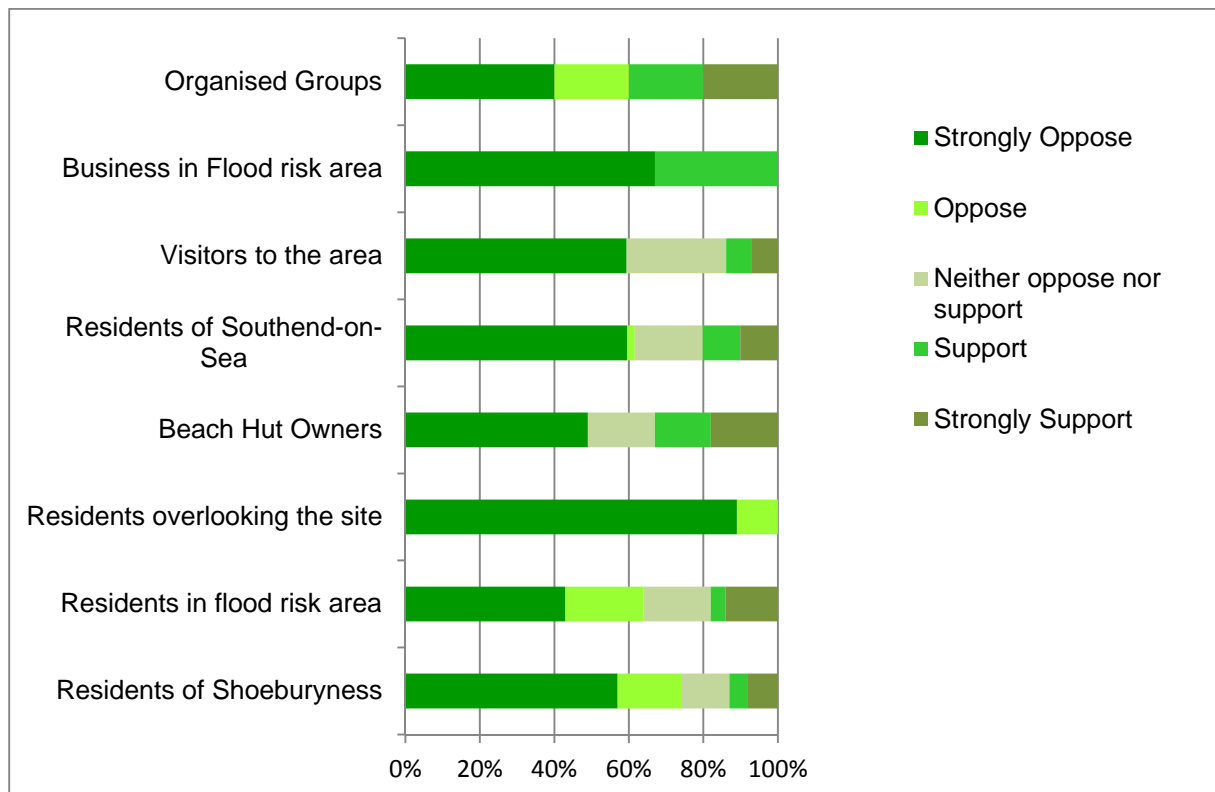 Organised Groups
Business in Flood risk area
Visitors to the area
Residents of Southend-on-
Sea
Beach Hut Owners
Residents overlooking the site
Residents in flood risk area
Residents of Shoeburyness
0% 20% 40% 60% 80% 100%
Strongly Oppose
Oppose
Neither oppose nor
support
Support
Strongly Support